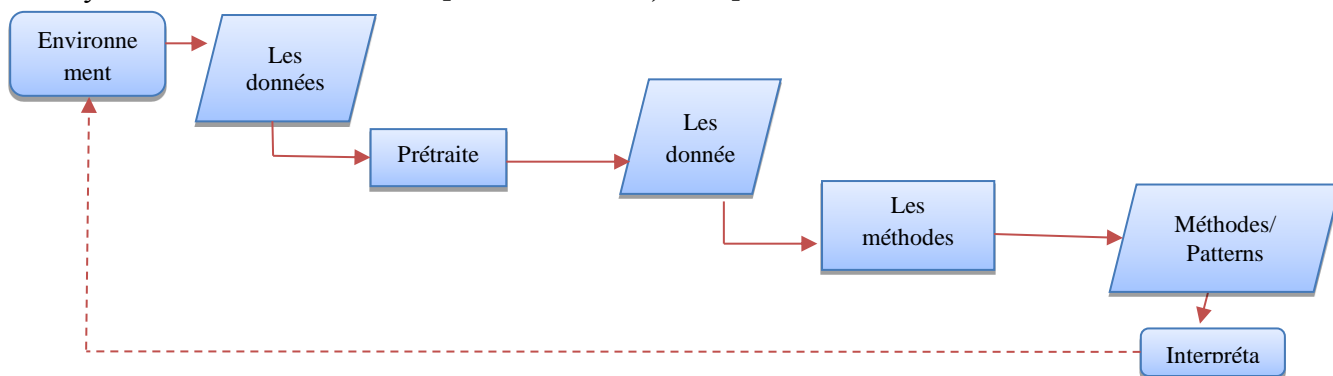 Environne
ment
Les
données
Prétraite
Les
donnée
Les
méthodes
Méthodes/
Patterns
Interpréta